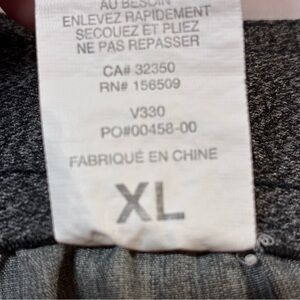 AU BESOIN
ENLEVEZ RAPIDEMENT
SECOUEZ ET PLIEZ
NE PAS REPASSER
CA# 32350
RN# 156509
V330
PO#00458-00
FABRIQUÉ EN CHINE
XL